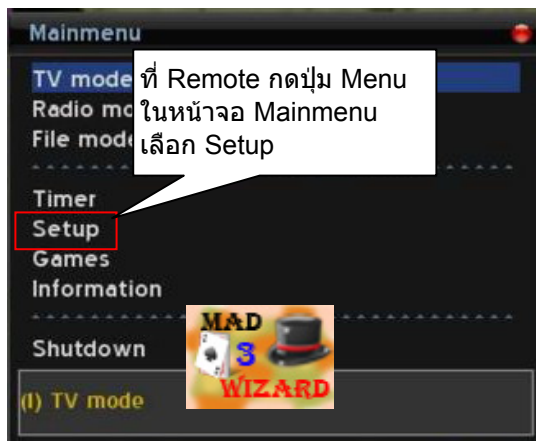 Mainmenu
TV mode
Radio mo
File mode
ที่ Remote กดปุ่ม Menu
ในหน้าจอ Mainmenu
เลือก Setup
Timer
Setup
Games
Information
Shutdown
MAD
3
WIZARD
(I) TV mode